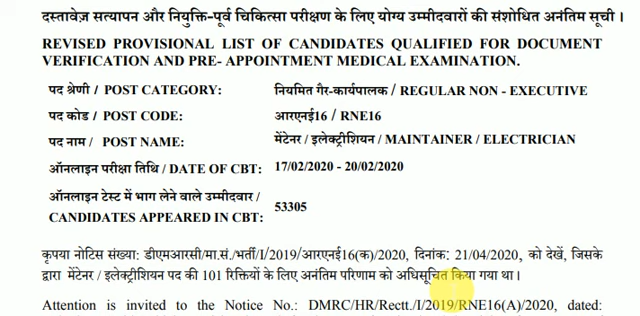 दस्तावेज़ सत्यापन और नियुक्ति-पूर्व चिकित्सा परीक्षण के लिए योग्य उम्मीदवारों की संशोधित अनंतिम सूची ।
REVISED PROVISIONAL LIST OF CANDIDATES QUALIFIED FOR DOCUMENT
VERIFICATION AND PRE- APPOINTMENT MEDICAL EXAMINATION.
पद श्रेणी / POST CATEGORY: नियमित गैर-कार्यपालक / REGULAR NON - EXECUTIVE
पद कोड / POST CODE: आरएनई16 / RNE16
पद नाम / POST NAME: मेंटेनर / इलेक्ट्रीशियन / MAINTAINER / ELECTRICIAN
ऑनलाइन परीक्षा तिथि / DATE OF CBT: 17/02/2020 - 20/02/2020
ऑनलाइन टेस्ट में भाग लेने वाले उम्मीदवार /
CANDIDATES APPEARED IN CBT: 53305
कृपया नोटिस संख्या: डीएमआरसी/मा.सं./भर्ती/I/2019/आरएनई16(क)/2020, दिनांक: 21/04/2020, को देखें, जिसके
द्वारा मेंटेनर / इलेक्ट्रीशियन पद की 101 रिक्तियों के लिए अनंतिम परिणाम को अधिसूचित किया गया था ।
Attention is invited to the Notice No.: DMRC/HR/Rectt./I/2019/RNE16(A)/2020, dated: